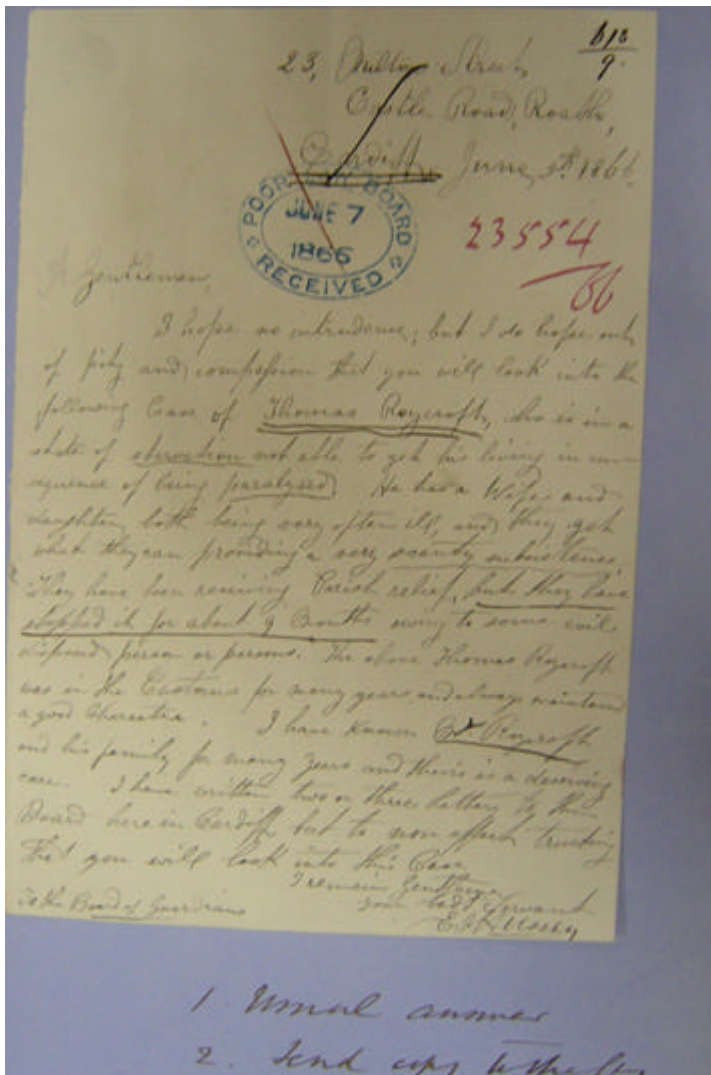 b 10
9.
23, Street,
Castle Road, Roath,
Cardiff, June 5th 1866
POOR LAW BOARD
JUNE 7
1866
RECEIVED
23554
66
Gentlemen,
I hope no intrudence; but I do hope out
of pity and compassion that you will look into the
following Case of Thomas Roycroft, who is in a
state of starvation not able to get his living in con-
sequence of being paralysed. He has a Wife and
daughter, both being very often ill, and they get
what they can providing a very scanty subsistence.
They have been receiving Parish relief, but they have
stopped it for about 9 Months owing to some evil
disposed person or persons. The above Thomas Roycroft
was in the Customs for many years and always maintained
a good Character. I have known Roycroft
and his family for many years and theirs is a deserving
case. I have written two or three letters to the
Board here in Cardiff, but to non effect, trusting
that you will look into this Case
I remain Gentlemen
your Servant
To the Board of Guardians
1. Usual answer
2. Send copy to the